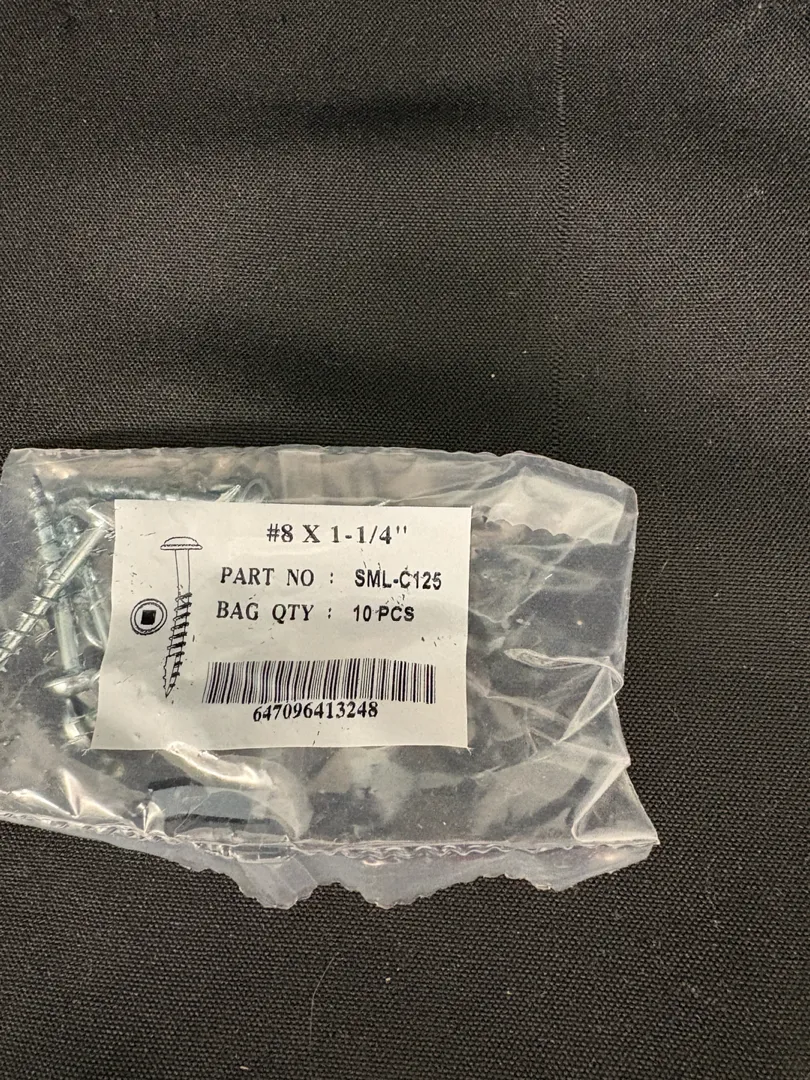 #8 X 1-1/4"
PART NO : SML-C125
BAG QTY : 10 PCS
647096413248